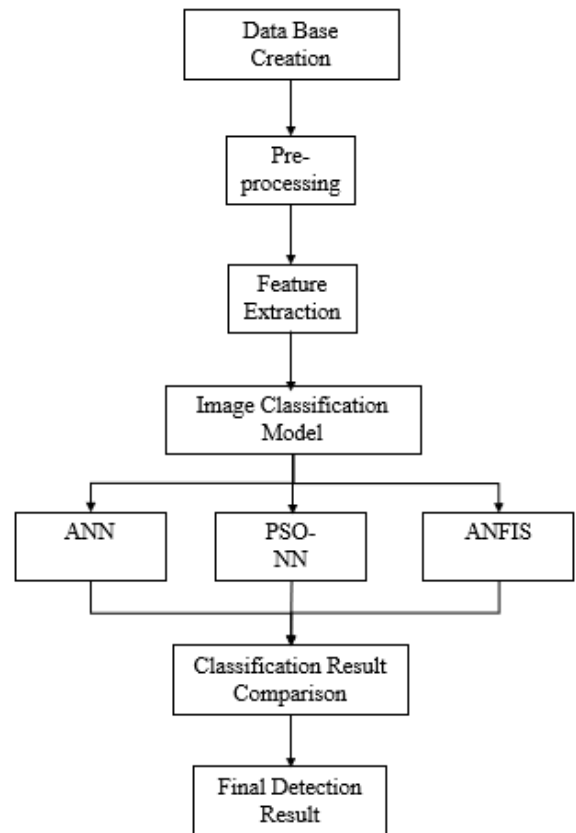 Data Base
Creation
Pre-
processing
Feature
Extraction
Image Classification
Model
ANN
PSO-
NN
ANFIS
Classification Result
Comparison
Final Detection
Result